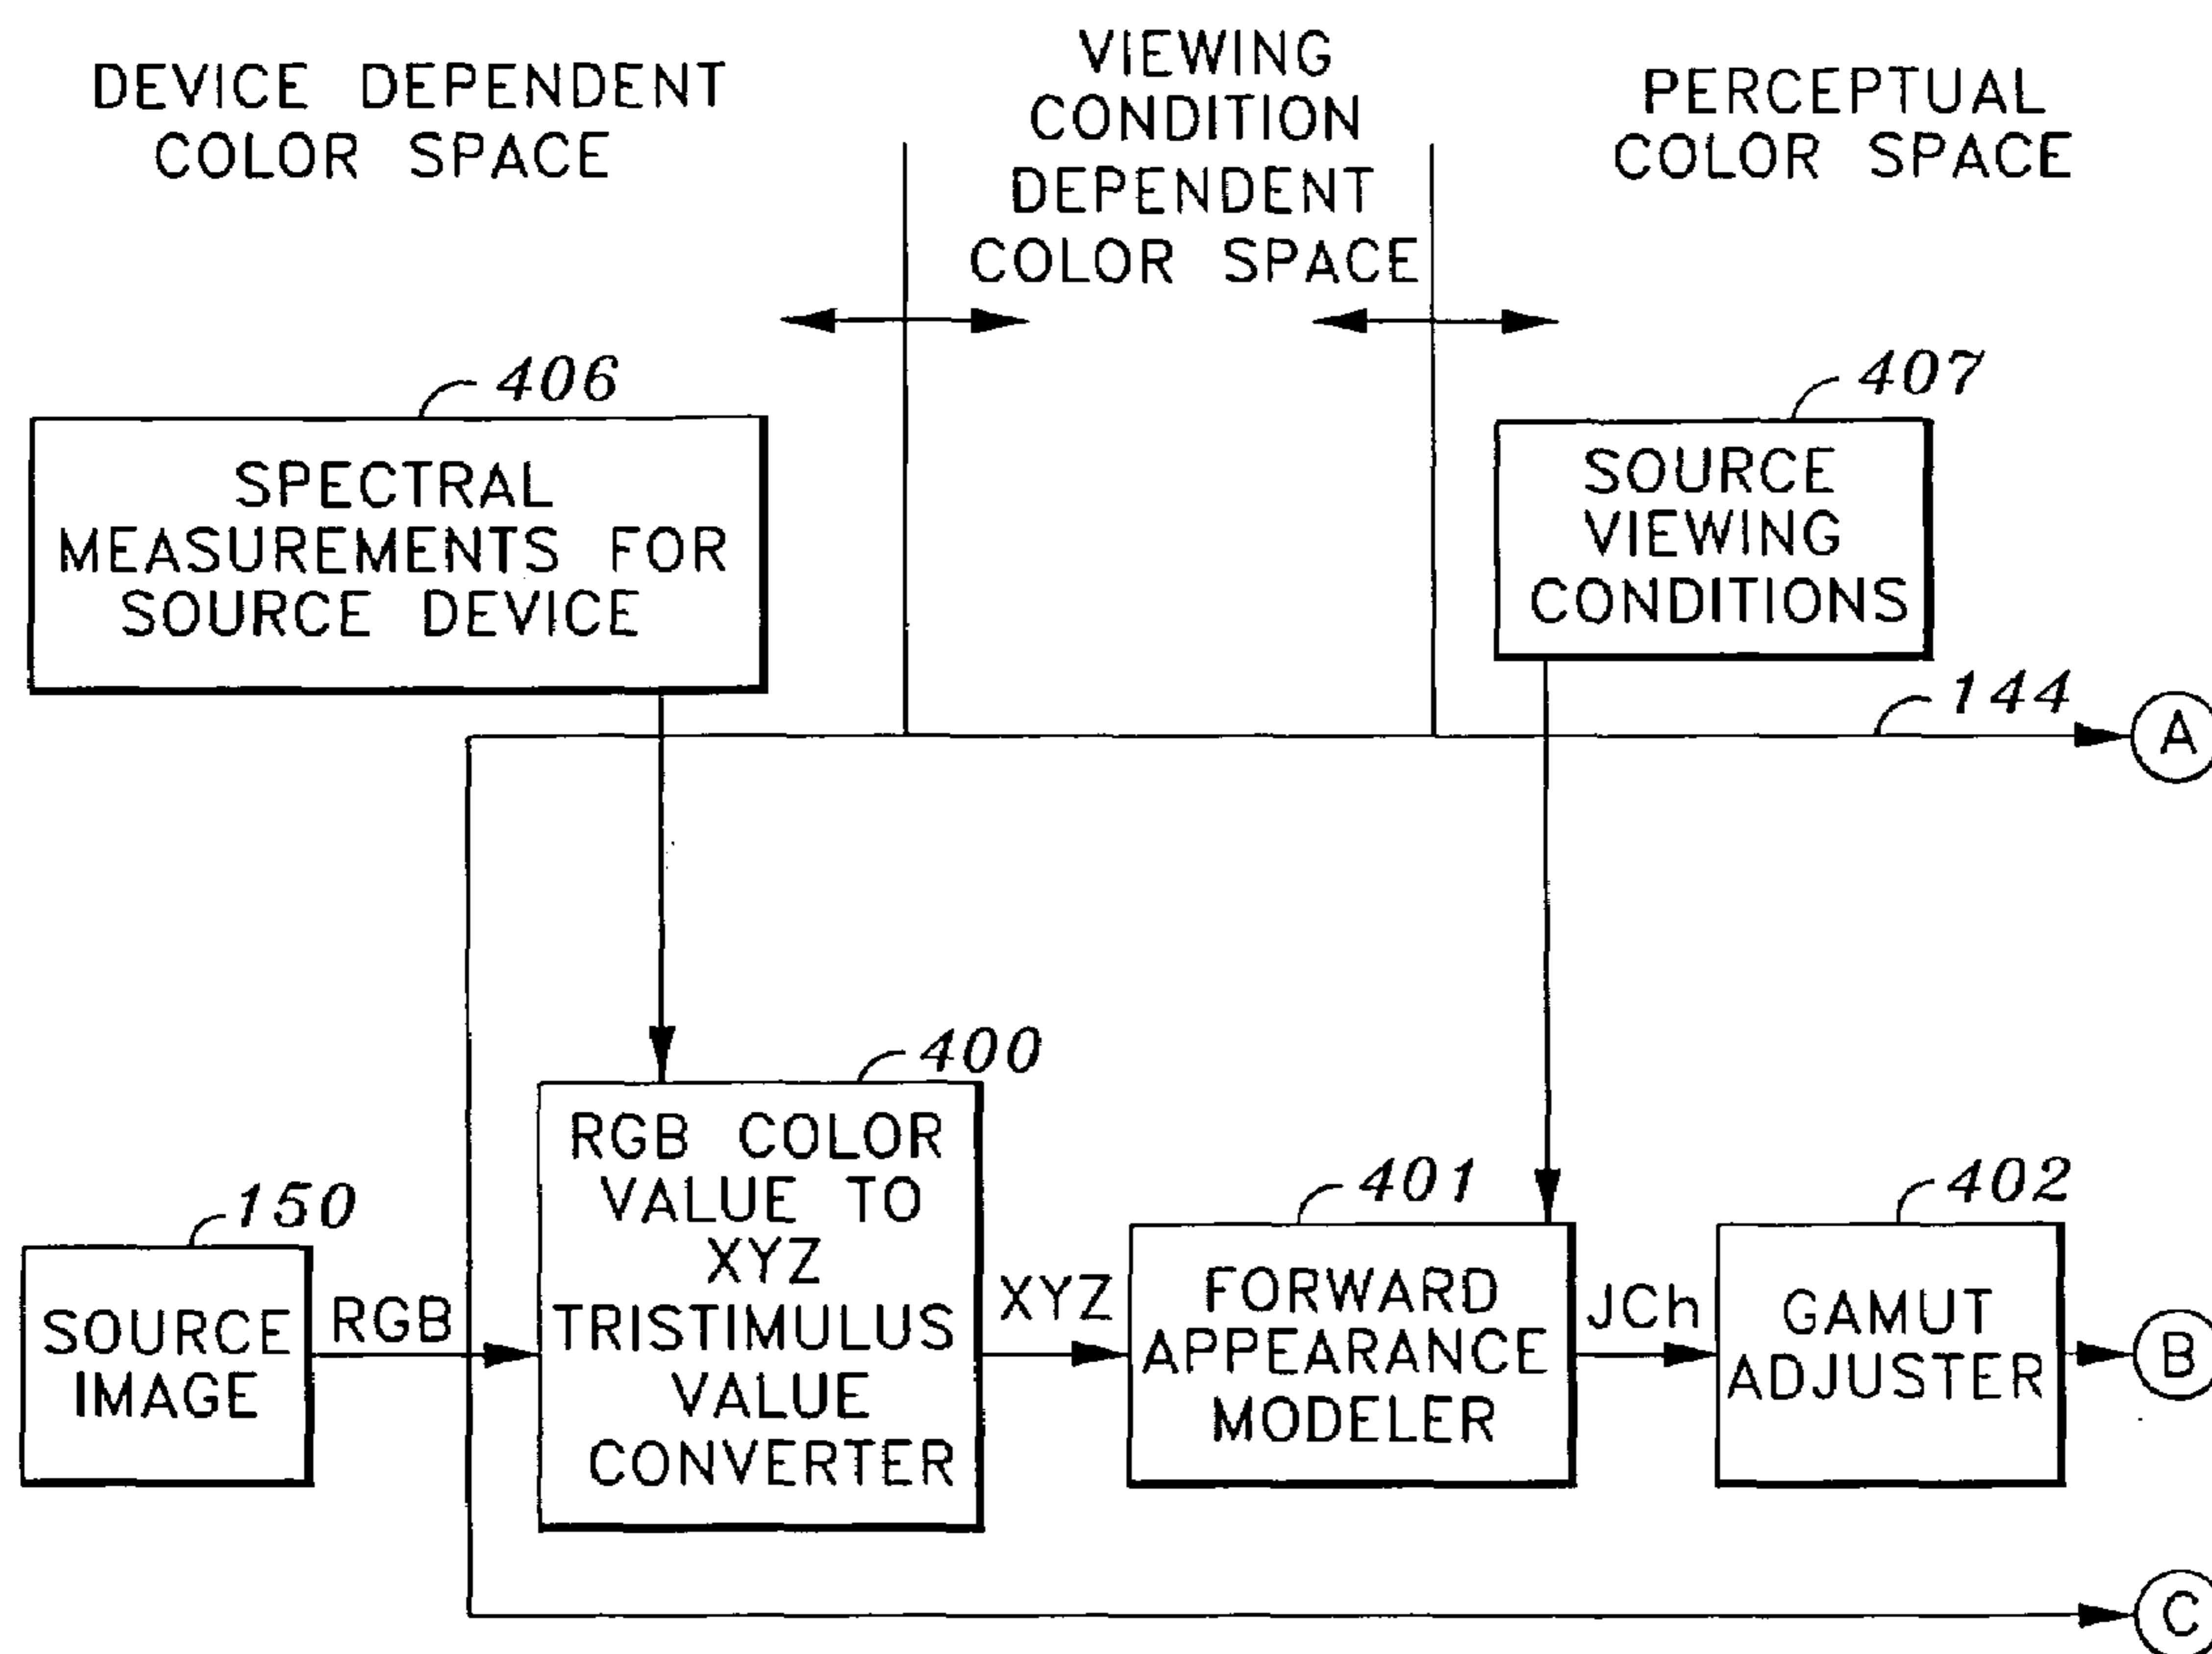 DEVICE DEPENDENT
COLOR SPACE
VIEWING
CONDITION
DEPENDENT
COLOR SPACE
PERCEPTUAL
COLOR SPACE
406
SPECTRAL
MEASUREMENTS FOR
SOURCE DEVICE
407
SOURCE
VIEWING
CONDITIONS
144
A
150
SOURCE
IMAGE
RGB
400
RGB COLOR
VALUE TO
XYZ
TRISTIMULUS
VALUE
CONVERTER
XYZ
401
FORWARD
APPEARANCE
MODELER
JCh
402
GAMUT
ADJUSTER
B
C